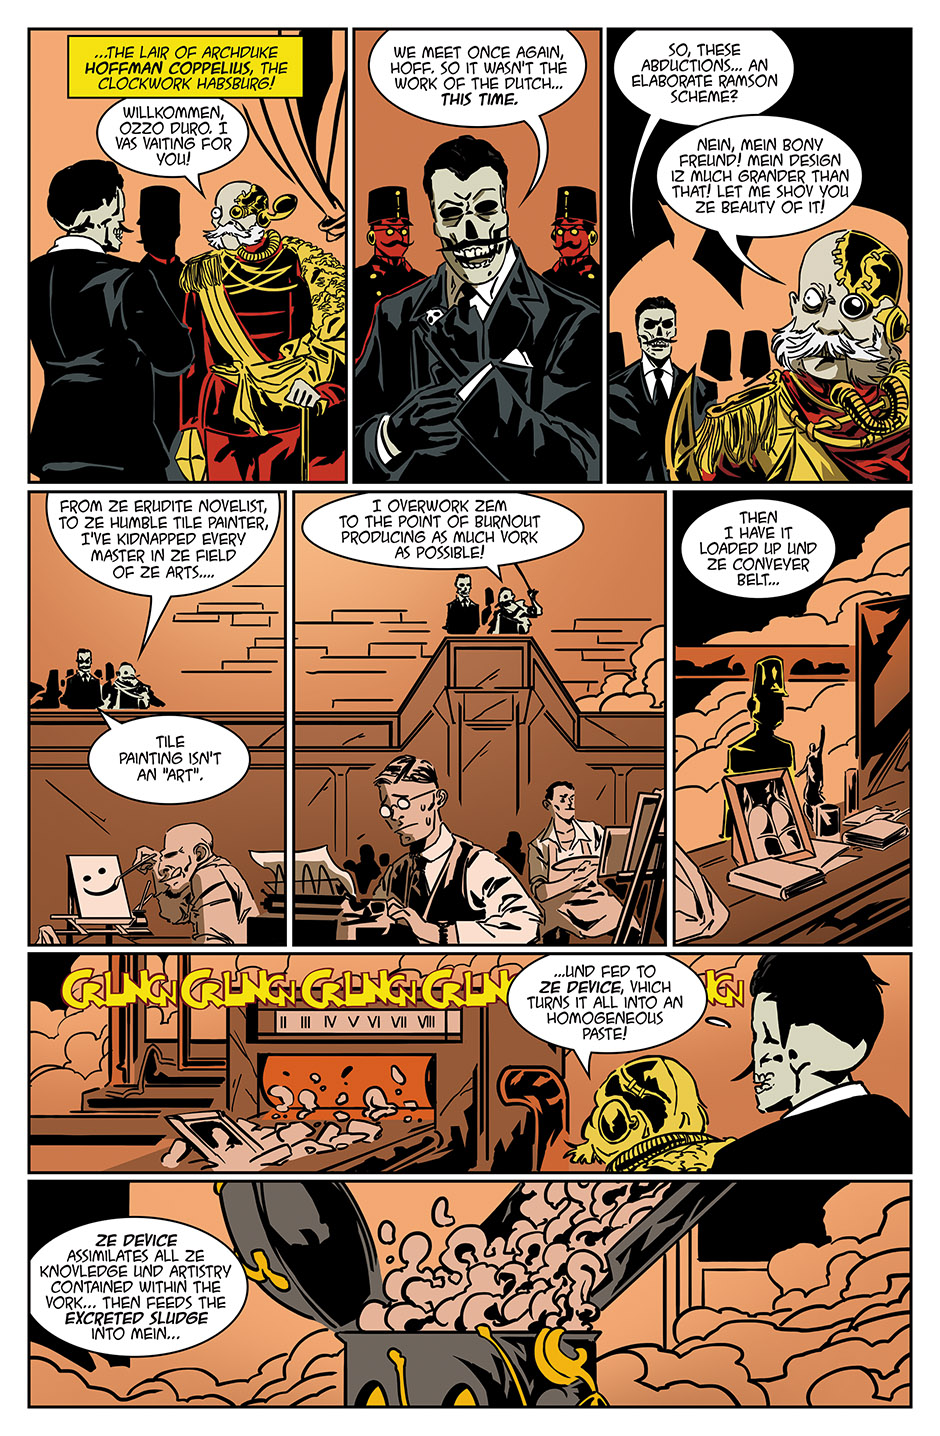 ...THE LAIR OF ARCHDUKE
HOFFMAN COPPELIUS, THE
CLOCKWORK HABSBURG!
WILLKOMMEN,
OZZO DURO. I
VAS VAITING FOR
YOU!
WE MEET ONCE AGAIN,
HOFF. SO IT WASN'T THE
WORK OF THE DUTCH...
THIS TIME.
SO, THESE
ABDUCTIONS... AN
ELABORATE RAMSON
SCHEME?
NEIN, MEIN BONY
FREUND! MEIN DESIGN
IZ MUCH GRANDER THAN
THAT! LET ME SHOV YOU
ZE BEAUTY OF IT!
FROM ZE ERUDITE NOVELIST,
TO ZE HUMBLE TILE PAINTER,
I'VE KIDNAPPED EVERY
MASTER IN ZE FIELD
OF ZE ARTS....
TILE
PAINTING ISN'T
AN "ART".
I OVERWORK ZEM
TO THE POINT OF BURNOUT
PRODUCING AS MUCH VORK
AS POSSIBLE!
THEN
I HAVE IT
LOADED UP UND
ZE CONVEYER
BELT...
GRUNGN GRUNGN GRUNGN
II III IV V VI VII VIII
...UND FED TO
ZE DEVICE, VHICH
TURNS IT ALL INTO AN
HOMOGENEOUS
PASTE!
ZE DEVICE
ASSIMILATES ALL ZE
KNOVLEDGE UND ARTISTRY
CONTAINED WITHIN THE
VORK... THEN FEEDS THE
EXCRETED SLUDGE
INTO MEIN...